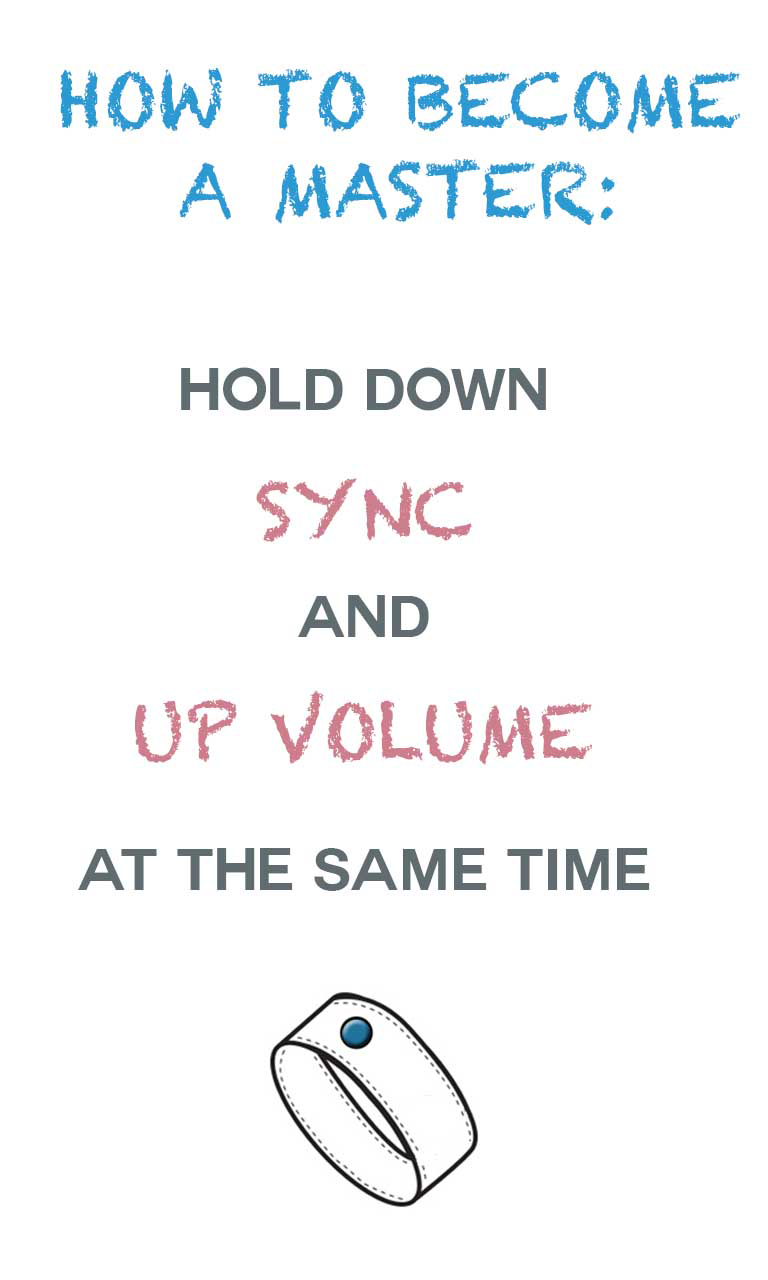 HOW TO BECOME
A MASTER:
HOLD DOWN
SYNC
AND
UP VOLUME
AT THE SAME TIME